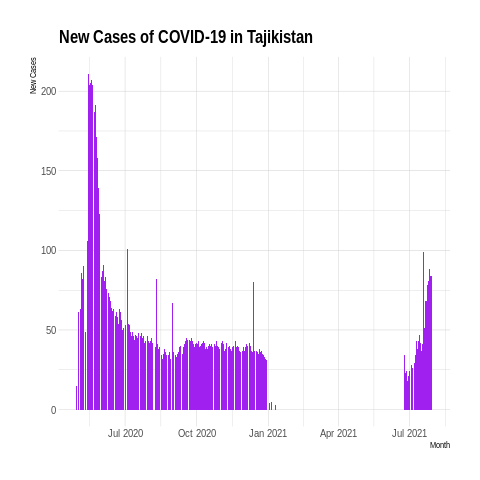 New Cases of COVID-19 in Tajikistan
New Cases
200
150
100
50
0
Jul 2020
Oct 2020
Jan 2021
Apr 2021
Jul 2021
Month